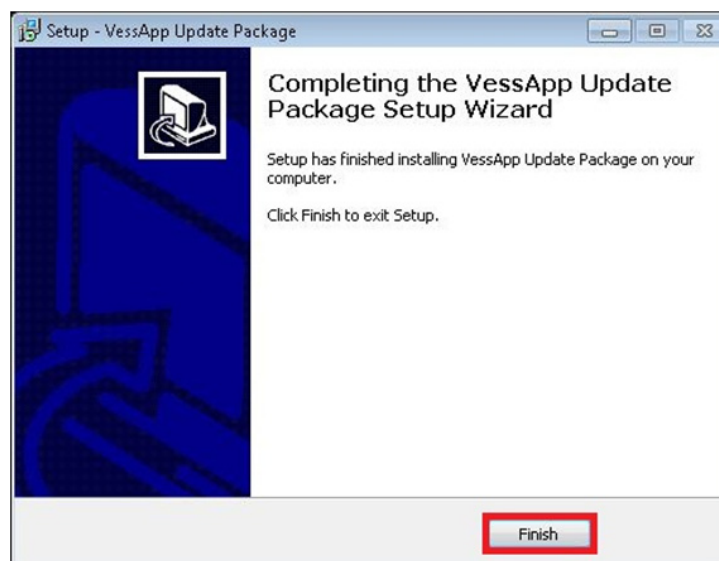 Setup - VessApp Update Package
Completing the VessApp Update
Package Setup Wizard
Setup has finished installing VessApp Update Package on your
computer.
Click Finish to exit Setup.
Finish